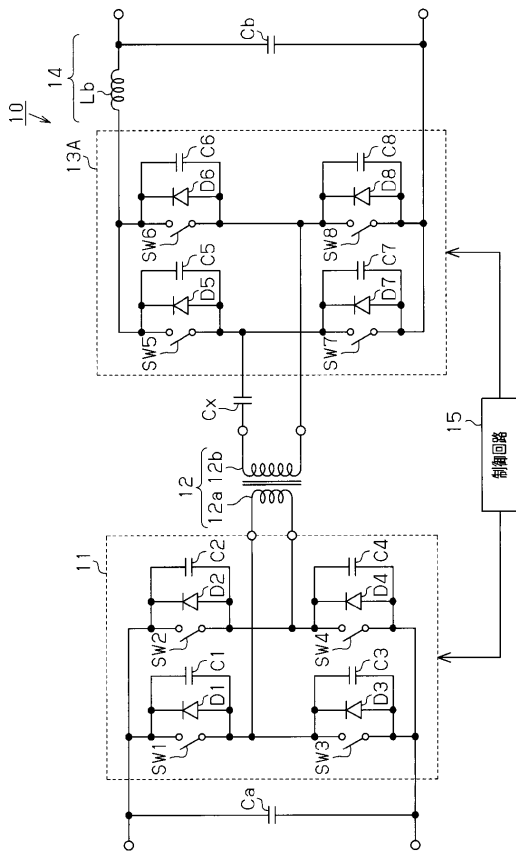 10
11
12
12a 12b
13A
14
Lb
Ca
Cb
Cx
SW1
D1
C1
SW2
D2
C2
SW3
D3
C3
SW4
D4
C4
SW5
D5
C5
SW6
D6
C6
SW7
D7
C7
SW8
D8
C8
15
制御回路